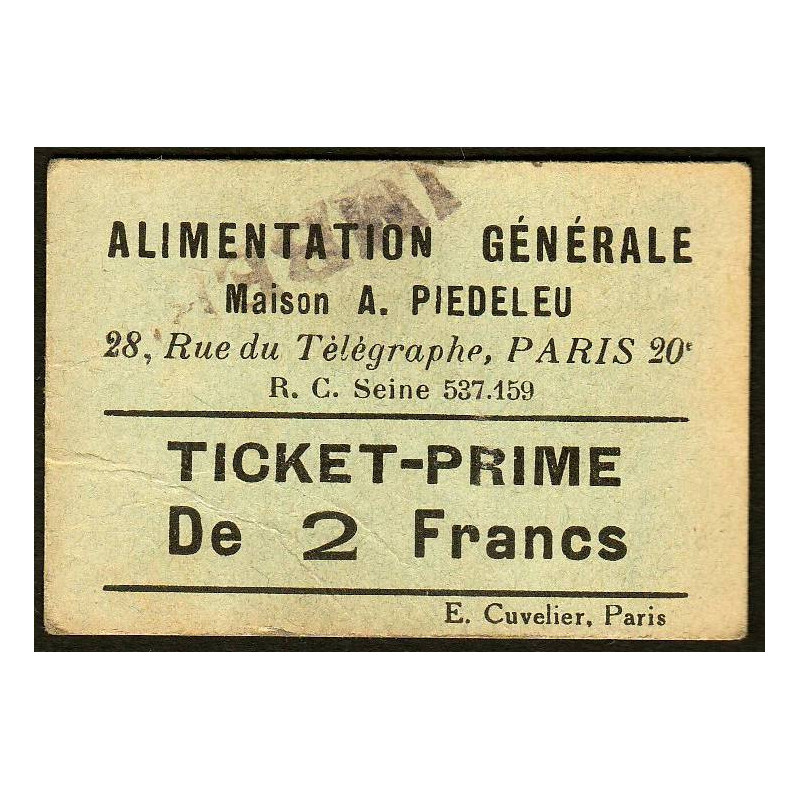 ALIMENTATION GÉNÉRALE
Maison A. PIEDELEU
28, Rue du Tèlégraphe, PARIS 20e
R. C. Seine 537.159
TICKET-PRIME
De 2 Francs
E. Cuvelier, Paris